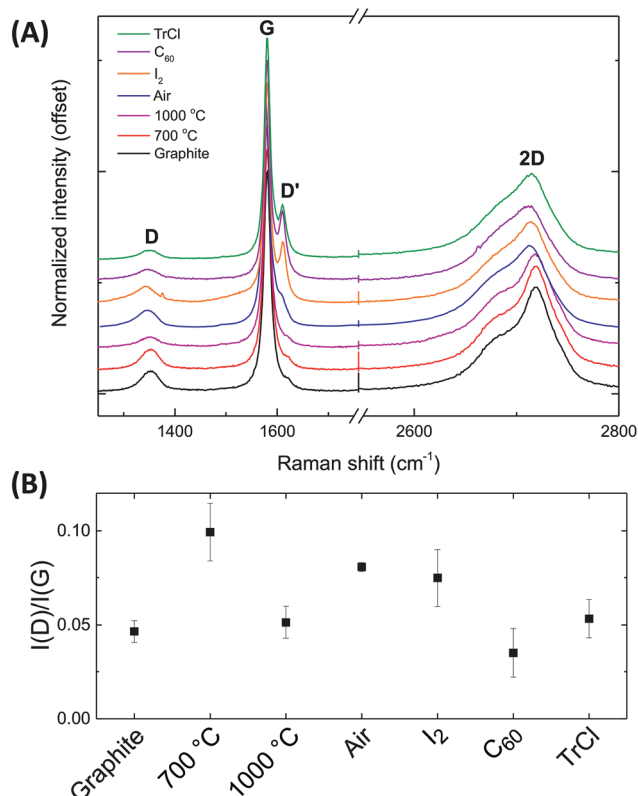 (A)
TrCl
C60
I2
Air
1000 °C
700 °C
Graphite
G
D'
D
2D
Normalized intensity (offset)
1400
1600
2600
2800
Raman shift (cm-1)
(B)
I(D)/I(G)
0.10
0.05
0.00
Graphite
700 °C
1000 °C
Air
I2
C60
TrCl